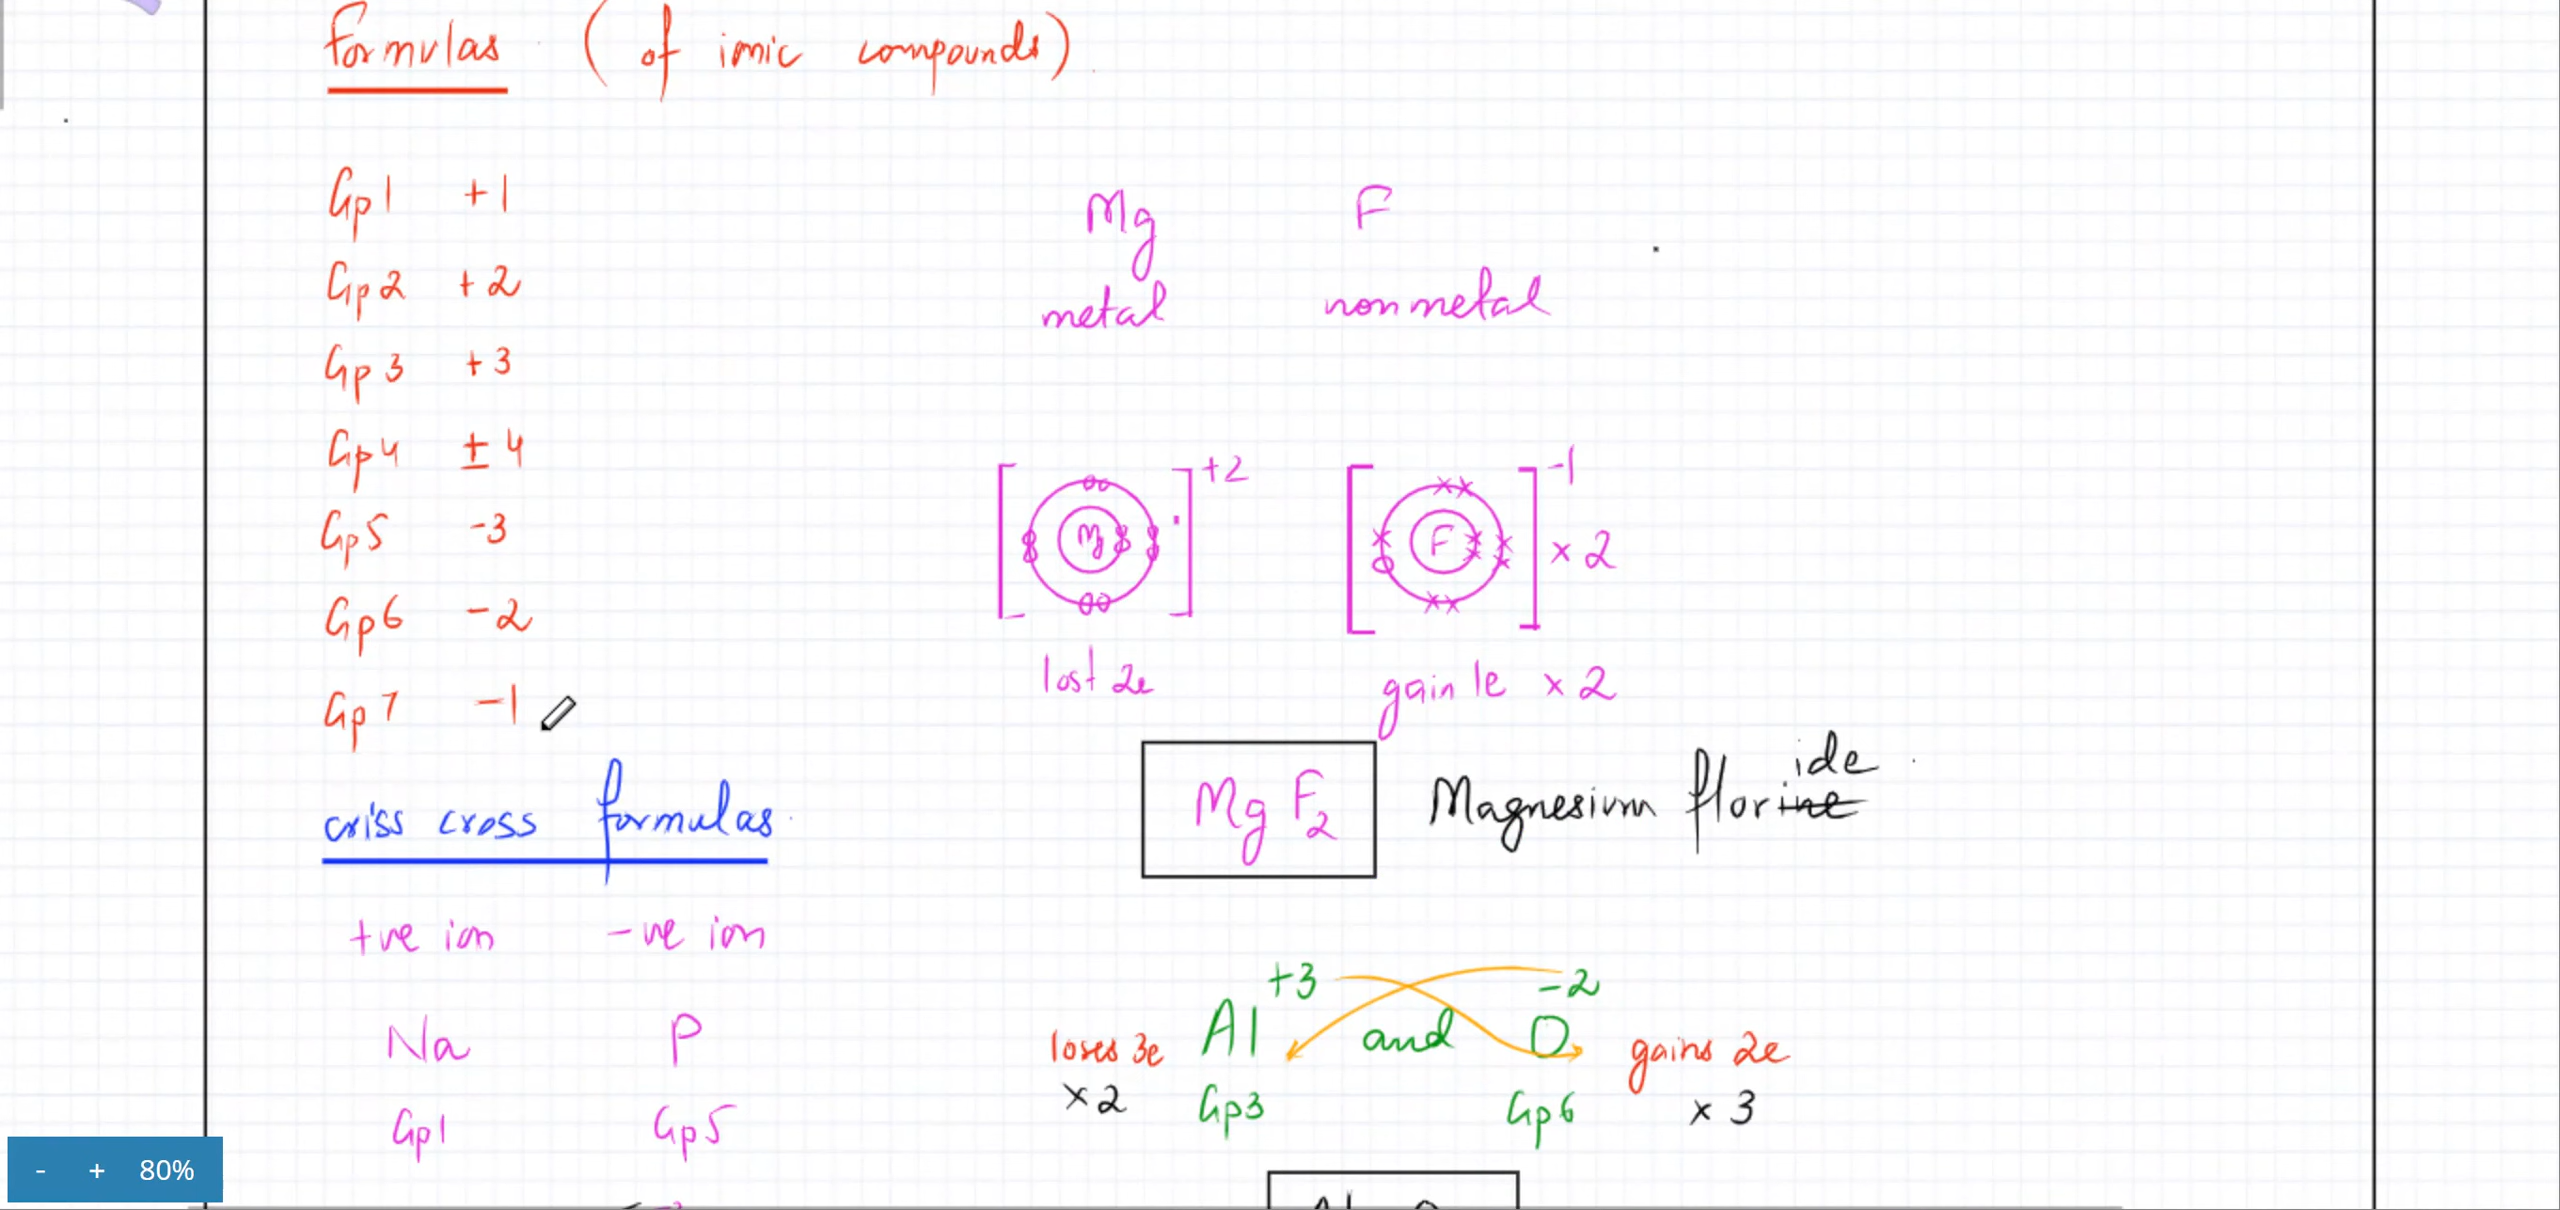 Formulas (of ionic compounds)
Gp1 +1
Gp2 +2
Gp3 +3
Gp4 ±4
Gp5 -3
Gp6 -2
Gp7 -1
criss cross formulas
+ve ion -ve ion
Na P
Gp1 Gp5
Mg F
metal nonmetal
[Mg]+2 [F]-1 × 2
lost 2e gain 1e × 2
MgF2 Magnesium florine ide
+3 -2
loses 3e Al and O gains 2e
×2 Gp3 Gp6 × 3
- + 80%